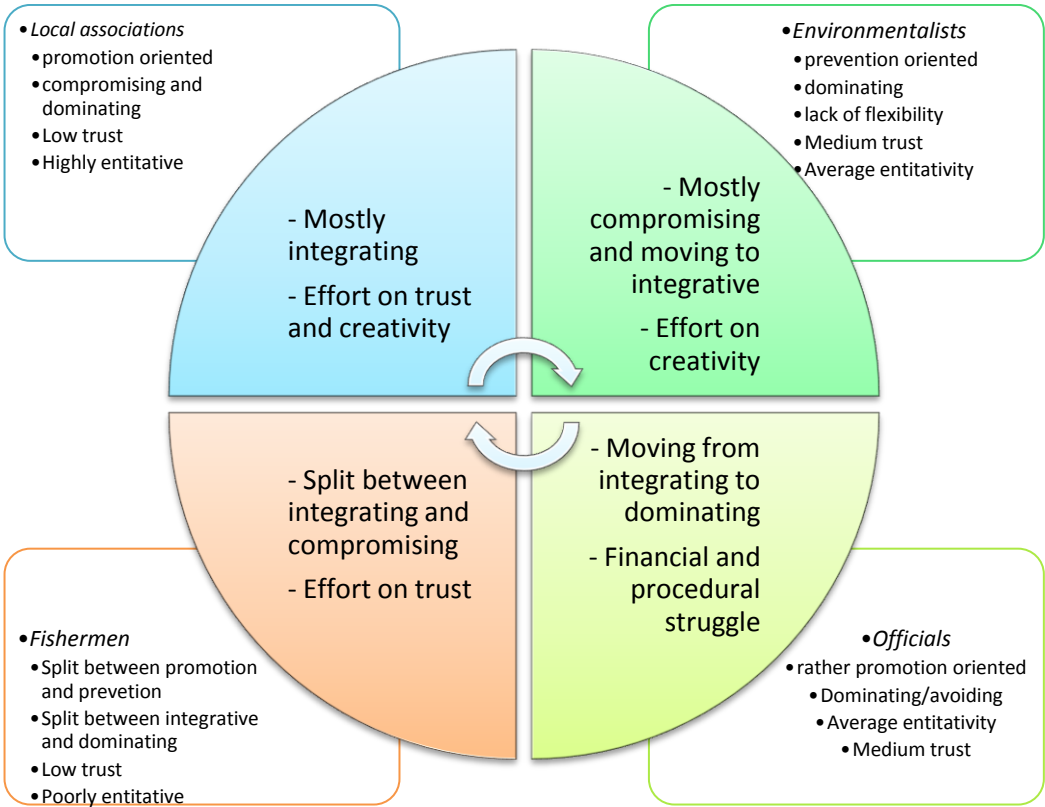 •Local associations
•promotion oriented
•compromising and
dominating
•Low trust
•Highly entitative
•Environmentalists
•prevention oriented
•dominating
•lack of flexibility
•Medium trust
•Average entitativity
- Mostly
integrating
- Effort on trust
and creativity
- Mostly
compromising
and moving to
integrative
- Effort on
creativity
- Split between
integrating and
compromising
- Effort on trust
- Moving from
integrating to
dominating
- Financial and
procedural
struggle
•Fishermen
•Split between promotion
and prevetion
•Split between integrative
and dominating
•Low trust
•Poorly entitative
•Officials
•rather promotion oriented
•Dominating/avoiding
•Average entitativity
•Medium trust